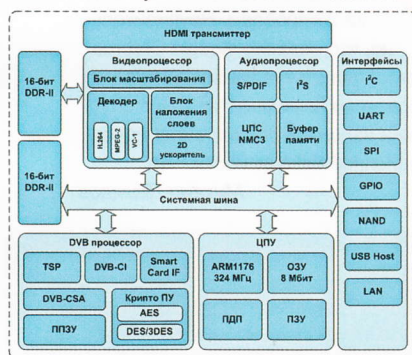 HDMI трансмиттер
16-бит
DDR-II
16-бит
DDR-II
Видеопроцессор
Блок масштабирования
Декодер
H.264
MPEG-2
VC-1
Блок
наложения
слоев
2D
ускоритель
Аудиопроцессор
S/PDIF
I²S
ЦПС
NMC3
Буфер
памяти
Интерфейсы
I²C
UART
SPI
GPIO
NAND
USB Host
LAN
Системная шина
DVB процессор
TSP
DVB-CI
Smart
Card IF
DVB-CSA
ППЗУ
Крипто ПУ
AES
DES/3DES
ЦПУ
ARM1176
324 МГц
ОЗУ
8 Мбит
ПДП
ПЗУ